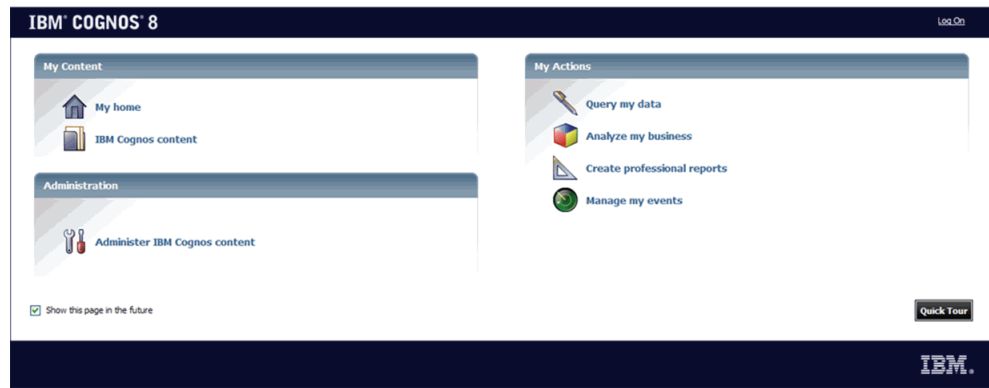 IBM® COGNOS® 8
Log On
My Content
My home
IBM Cognos content
Administration
Administer IBM Cognos content
My Actions
Query my data
Analyze my business
Create professional reports
Manage my events
Show this page in the future
Quick Tour
IBM®